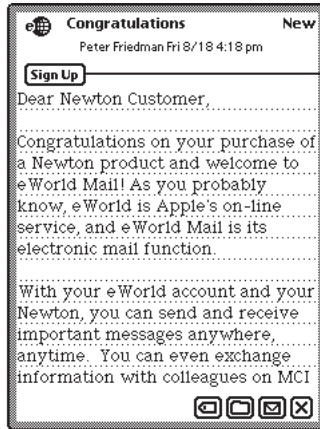 e Congratulations New
Peter Friedman Fri 8/18 4:18 pm
Sign Up
Dear Newton Customer,
Congratulations on your purchase of
a Newton product and welcome to
eWorld Mail! As you probably
know, eWorld is Apple's on-line
service, and eWorld Mail is its
electronic mail function.
With your eWorld account and your
Newton, you can send and receive
important messages anywhere,
anytime. You can even exchange
information with colleagues on MCI